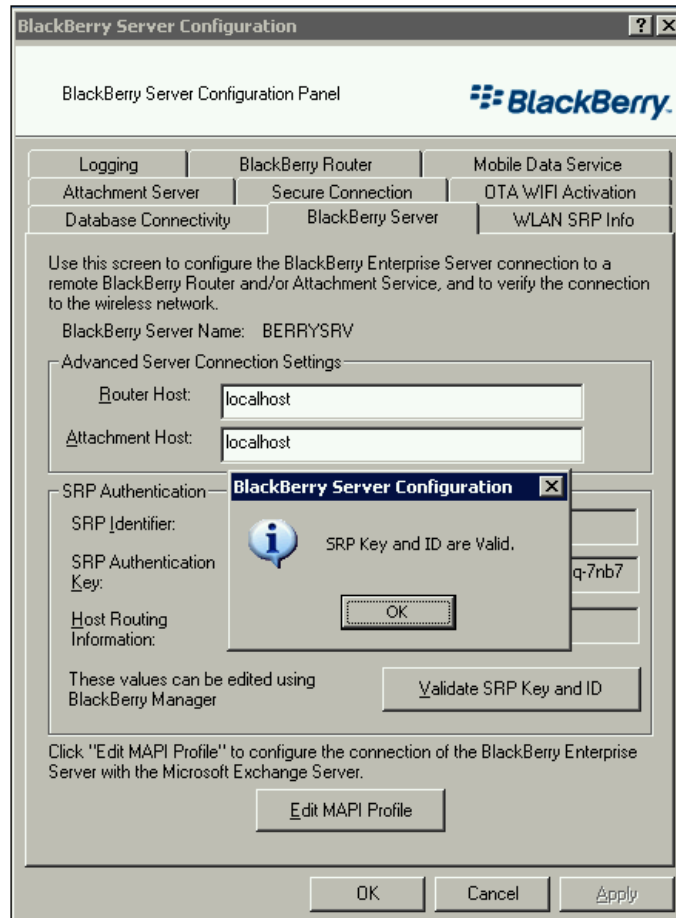 BlackBerry Server Configuration
BlackBerry Server Configuration Panel
BlackBerry.
Logging
BlackBerry Router
Mobile Data Service
Attachment Server
Secure Connection
OTA WIFI Activation
Database Connectivity
BlackBerry Server
WLAN SRP Info
Use this screen to configure the BlackBerry Enterprise Server connection to a
remote BlackBerry Router and/or Attachment Service, and to verify the connection
to the wireless network.
BlackBerry Server Name: BERRYSRV
Advanced Server Connection Settings
Router Host:
localhost
Attachment Host:
localhost
SRP Authentication
SRP Identifier:
SRP Authentication
Key:
q-7nb7
Host Routing
Information:
BlackBerry Server Configuration
SRP Key and ID are Valid.
OK
These values can be edited using
BlackBerry Manager
Validate SRP Key and ID
Click "Edit MAPI Profile" to configure the connection of the BlackBerry Enterprise
Server with the Microsoft Exchange Server.
Edit MAPI Profile
OK
Cancel
Apply